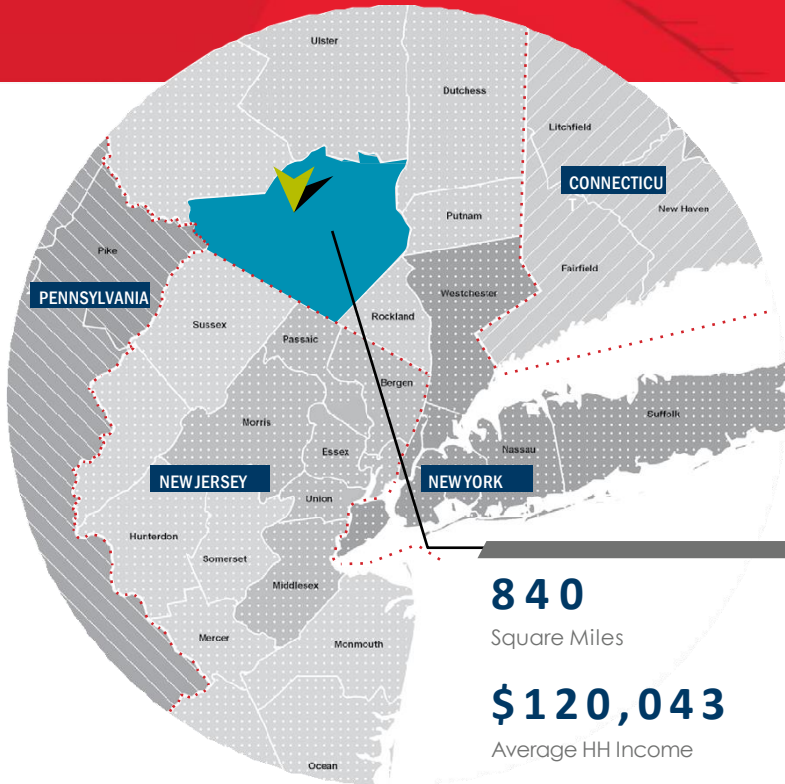 Ulster
Dutchess
Litchfield
CONNECTICU
T
New Haven
Putnam
Pike
Fairfield
Westchester
PENNSYLVANIA
Sussex
Rockland
Passaic
Bergen
Suffolk
Morris
Essex
Nassau
NEW JERSEY
NEW YORK
Union
Hunterdon
Somerset
Middlesex
840
Square Miles
Mercer
Monmouth
$120,043
Average HH Income
Ocean